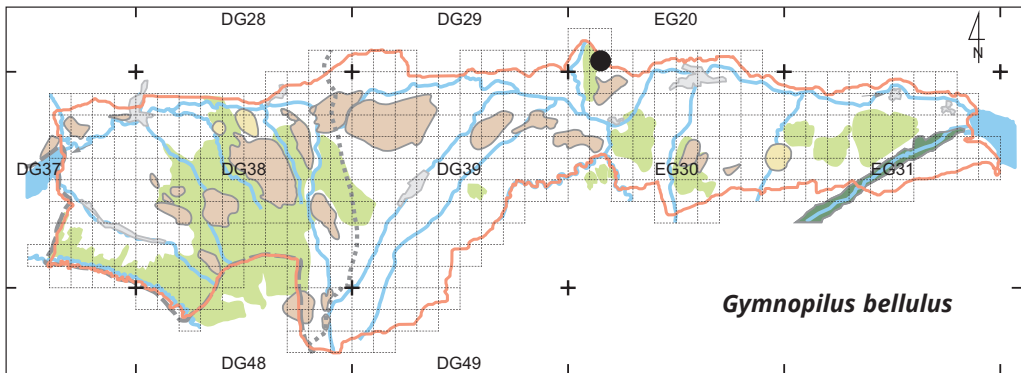 DG28 DG29 EG20
N
DG37 DG38 DG39 EG30 EG31
Gymnopilus bellulus
DG48 DG49